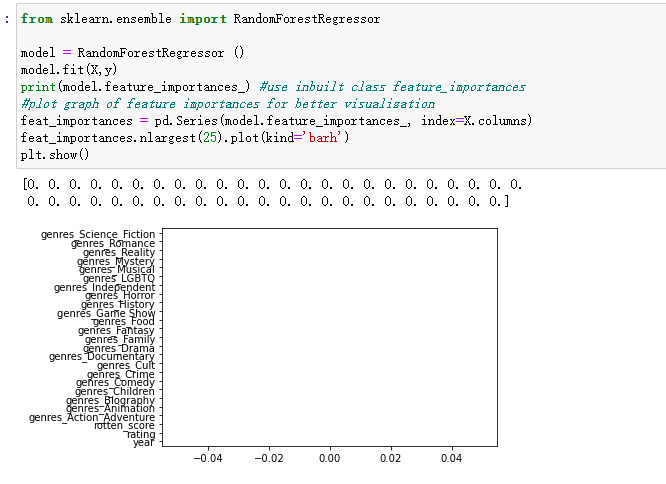 :
from sklearn.ensemble import RandomForestRegressor
model = RandomForestRegressor ()
model.fit(X,y)
print(model.feature_importances_) #use inbuilt class feature_importances
#plot graph of feature importances for better visualization
feat_importances = pd.Series(model.feature_importances_, index=X.columns)
feat_importances.nlargest(25).plot(kind='barh')
plt.show()
[0. 0. 0. 0. 0. 0. 0. 0. 0. 0. 0. 0. 0. 0. 0. 0. 0. 0. 0. 0. 0. 0. 0. 0.
0. 0. 0. 0. 0. 0. 0. 0. 0. 0. 0. 0. 0. 0. 0. 0. 0. 0. 0. 0. 0. 0. 0.]
genres_Science_Fiction
genres_Romance
genres_Reality
genres_Mystery
genres_Musical
genres_LGBTQ
genres_Independent
genres_Horror
genres_History
genres_Game Show
genres_Food
genres_Fantasy
genres_Family
genres_Drama
genres_Documentary
genres_Cult
genres_Crime
genres_Comedy
genres_Children
genres_Biography
genres_Animation
genres_Action_Adventure
rotten_score
rating
year
−0.04 −0.02 0.00 0.02 0.04